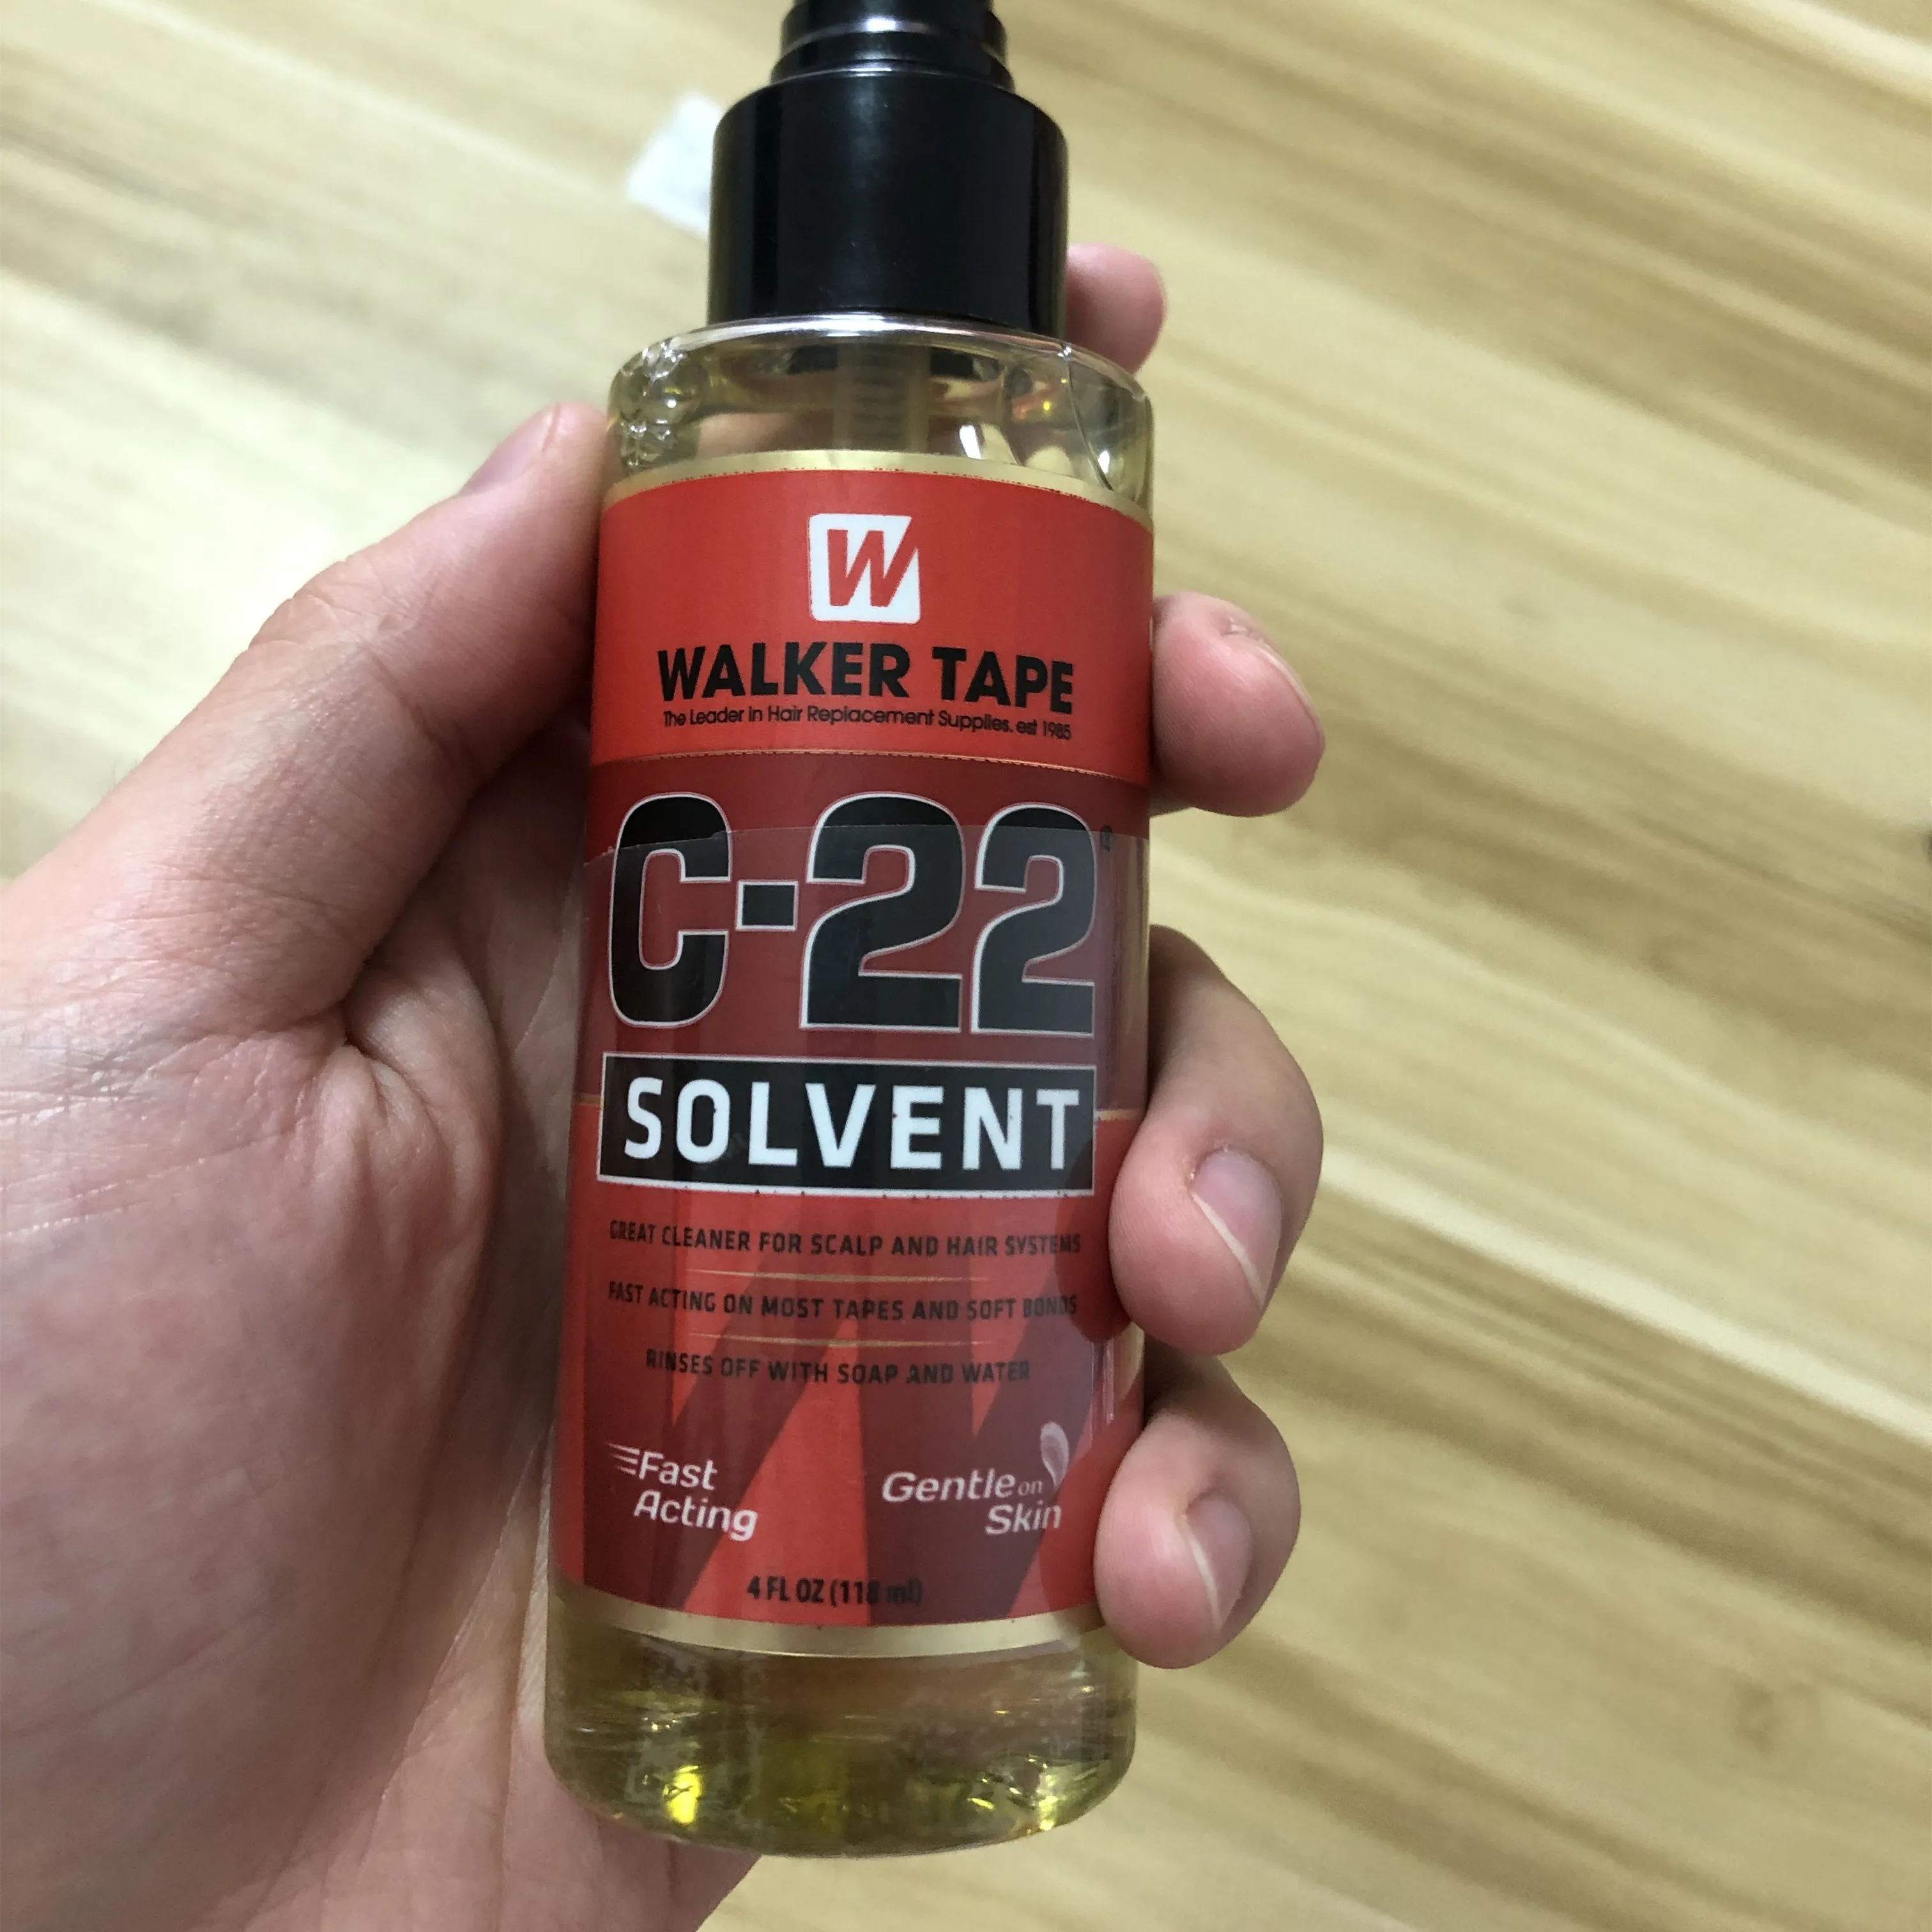 W
WALKER TAPE
The Leader in Hair Replacement Supplies. est 1985
C-22
SOLVENT
GREAT CLEANER FOR SCALP AND HAIR SYSTEMS
FAST ACTING ON MOST TAPES AND SOFT BONDS
RINSES OFF WITH SOAP AND WATER
Fast Acting
Gentle on Skin
4 FL OZ (118 ml)